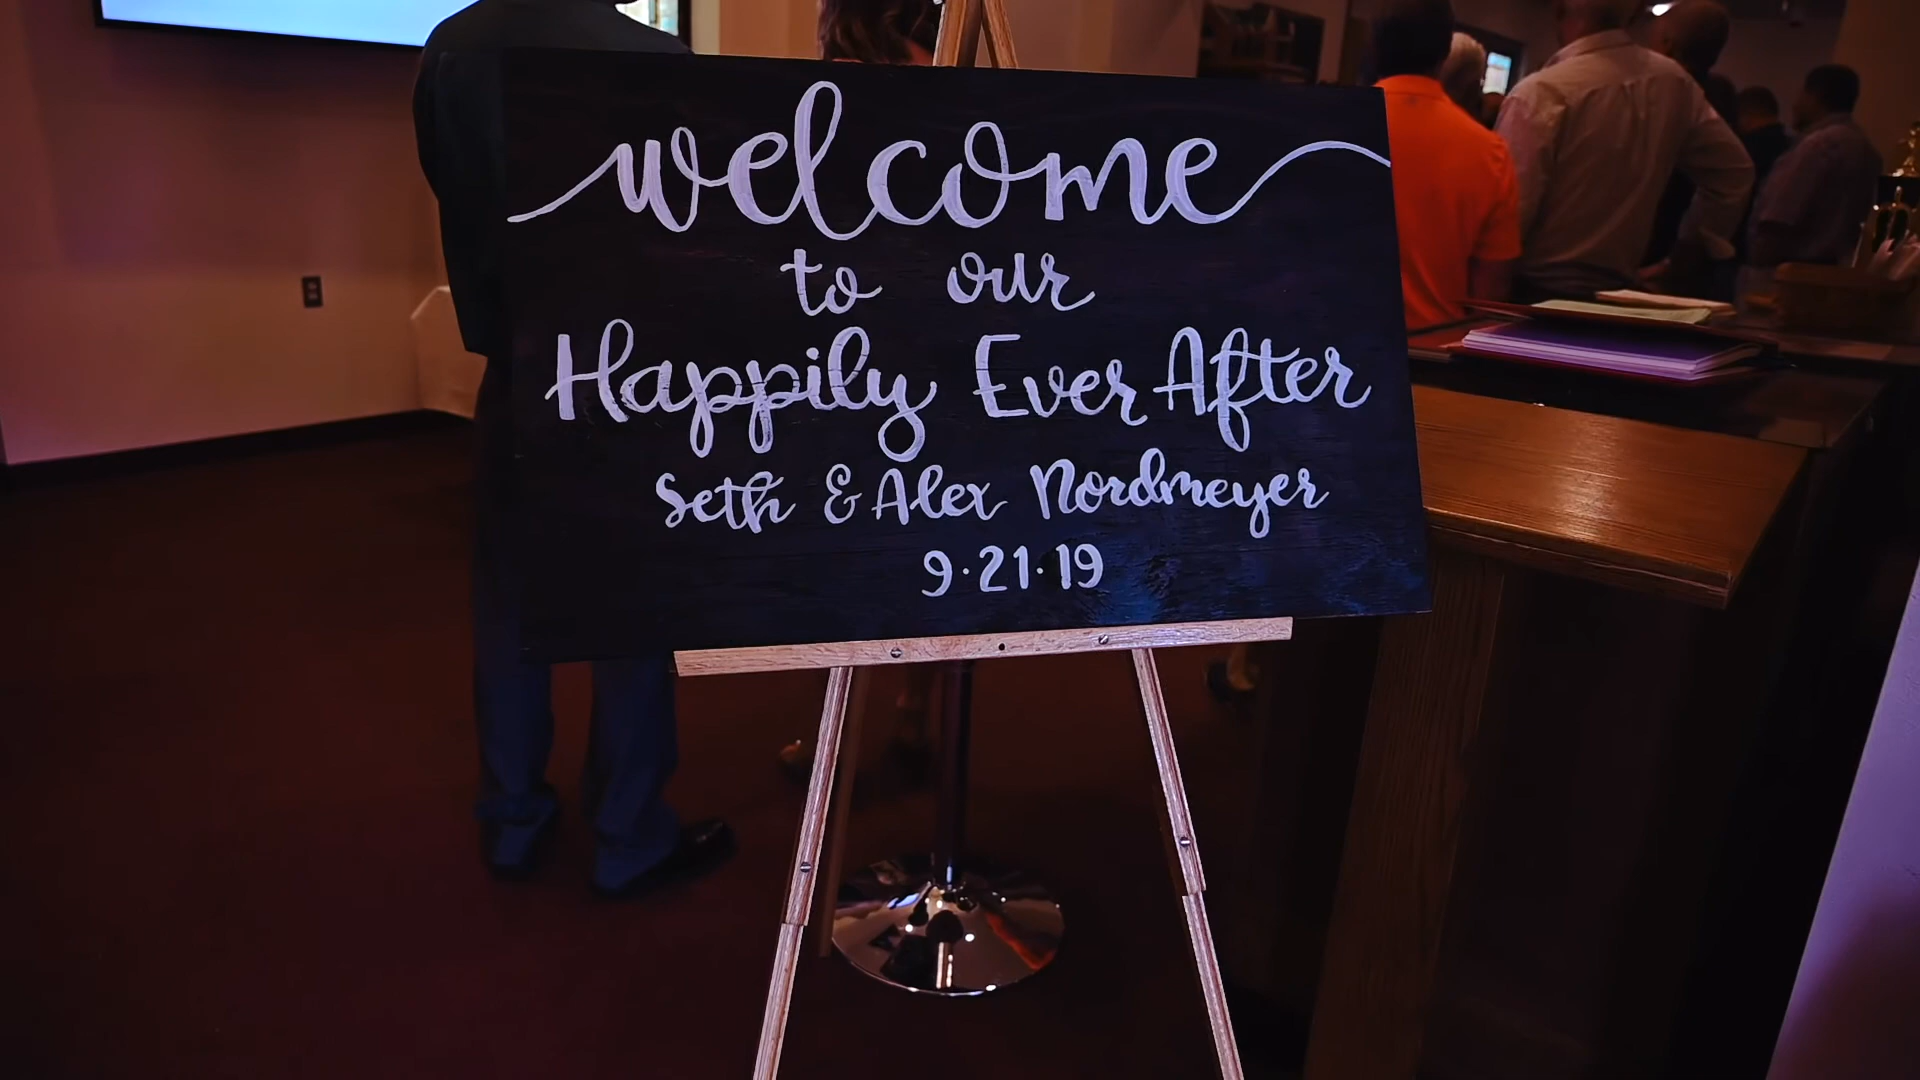 welcome
to our
Happily Ever After
Seth & Alex Nordmeyer
9·21·19